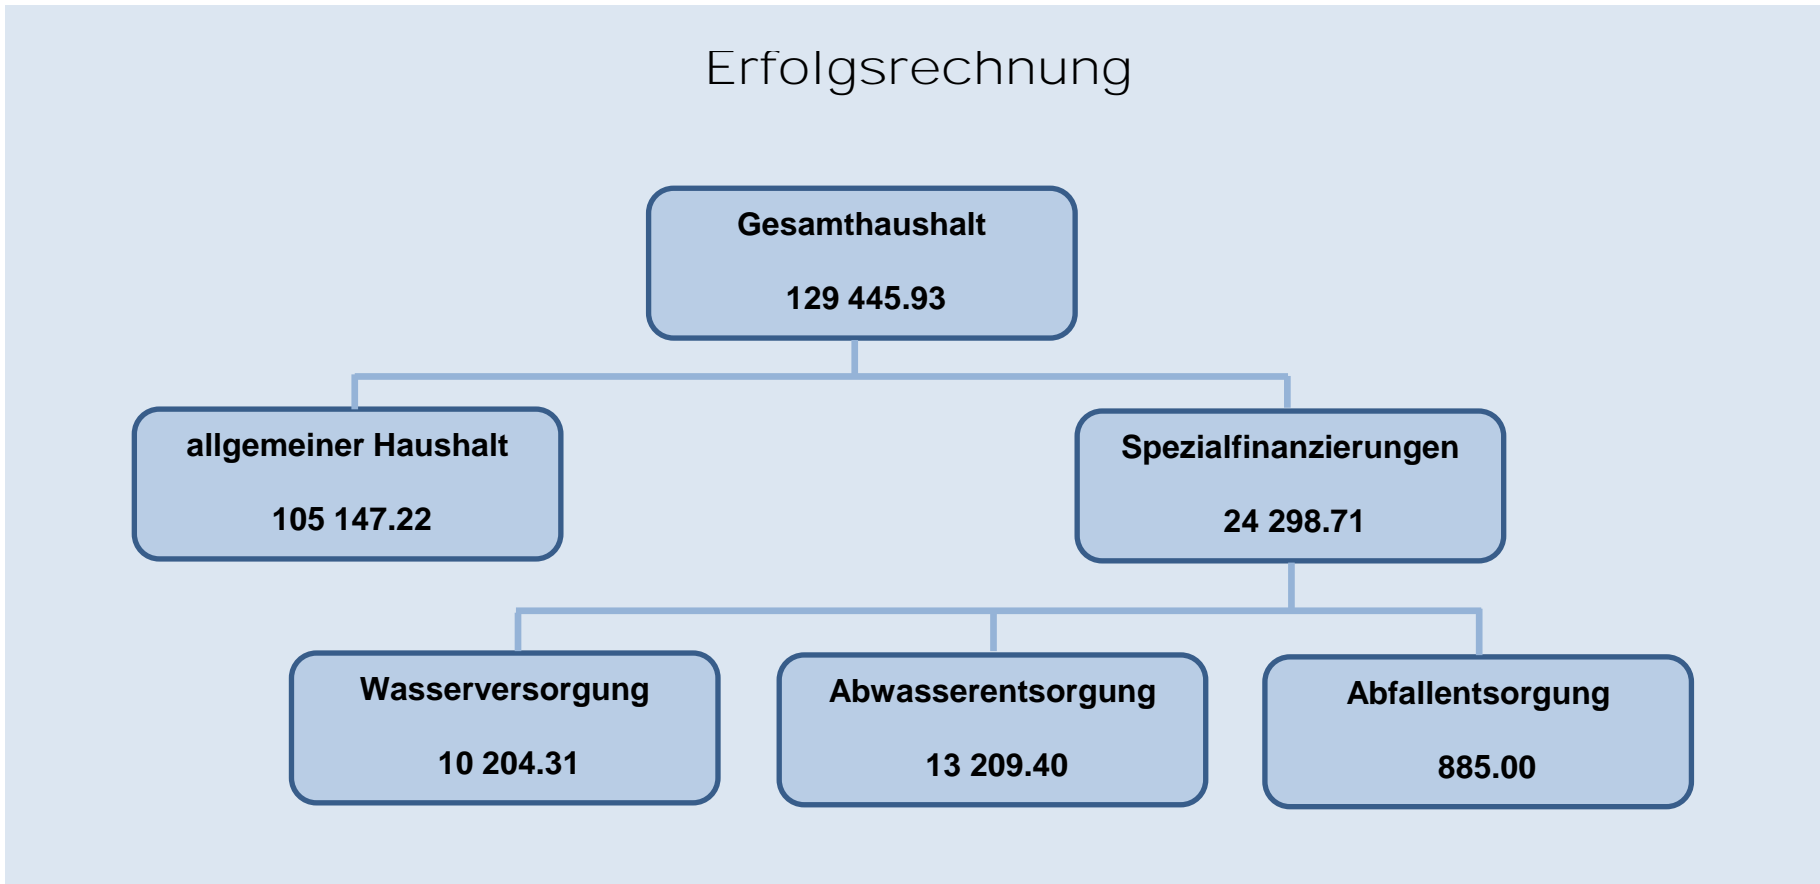 Erfolgsrechnung
Gesamthaushalt
129 445.93
allgemeiner Haushalt
105 147.22
Spezialfinanzierungen
24 298.71
Wasserversorgung
10 204.31
Abwasserentsorgung
13 209.40
Abfallentsorgung
885.00